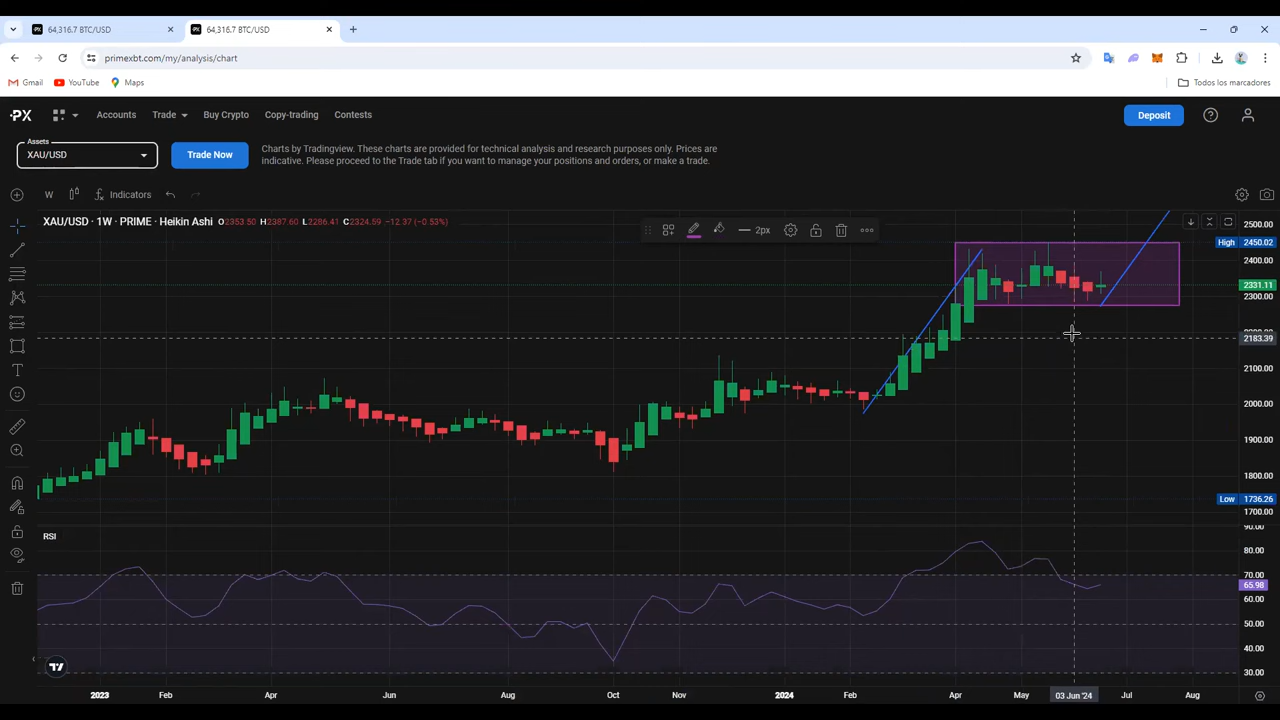 64,316.7 BTC/USD
64,316.7 BTC/USD
primexbt.com/my/analysis/chart
Gmail
YouTube
Maps
Todos los marcadores
PX
Accounts
Trade
Buy Crypto
Copy-trading
Contests
Deposit
Assets
XAU/USD
Trade Now
Charts by Tradingview. These charts are provided for technical analysis and research purposes only. Prices are
indicative. Please proceed to the Trade tab if you want to manage your positions and orders, or make a trade.
W
Indicators
XAU/USD · 1W · PRIME · Heikin Ashi O2353.50 H2387.60 L2286.41 C2324.59 −12.37 (−0.53%)
2px
2500.00
High 2450.02
2400.00
2331.11
2300.00
2183.39
2100.00
2000.00
1900.00
1800.00
Low 1736.26
1700.00
RSI
90.00
80.00
70.00
65.98
60.00
50.00
40.00
30.00
2023 Feb Apr Jun Aug Oct Nov 2024 Feb Apr May 03 Jun '24 Jul Aug